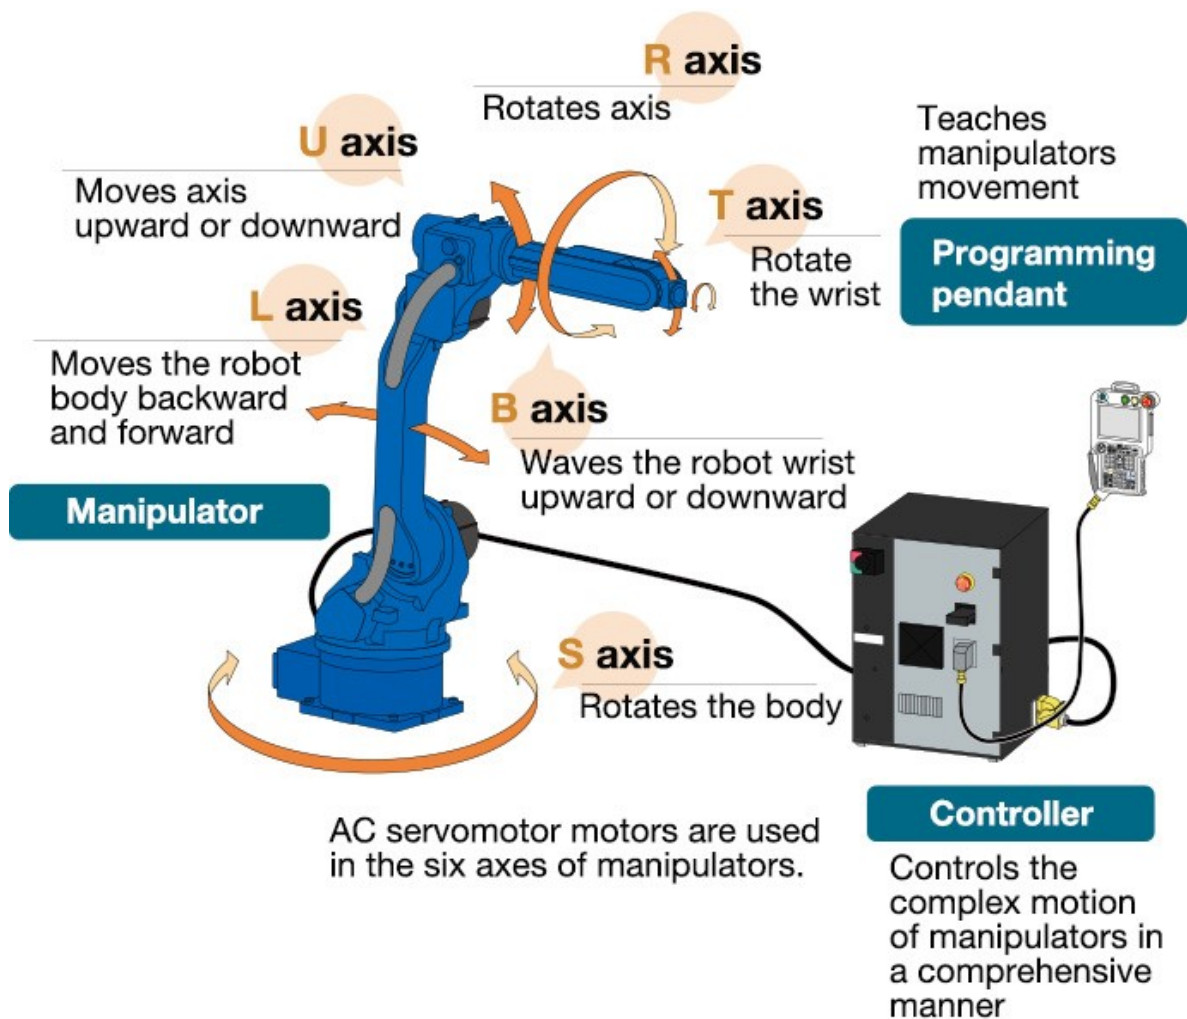 R axis
Rotates axis
U axis
Moves axis
upward or downward
T axis
Rotate
the wrist
Teaches
manipulators
movement
Programming
pendant
L axis
Moves the robot
body backward
and forward
B axis
Waves the robot wrist
upward or downward
Manipulator
S axis
Rotates the body
AC servomotor motors are used
in the six axes of manipulators.
Controller
Controls the
complex motion
of manipulators in
a comprehensive
manner